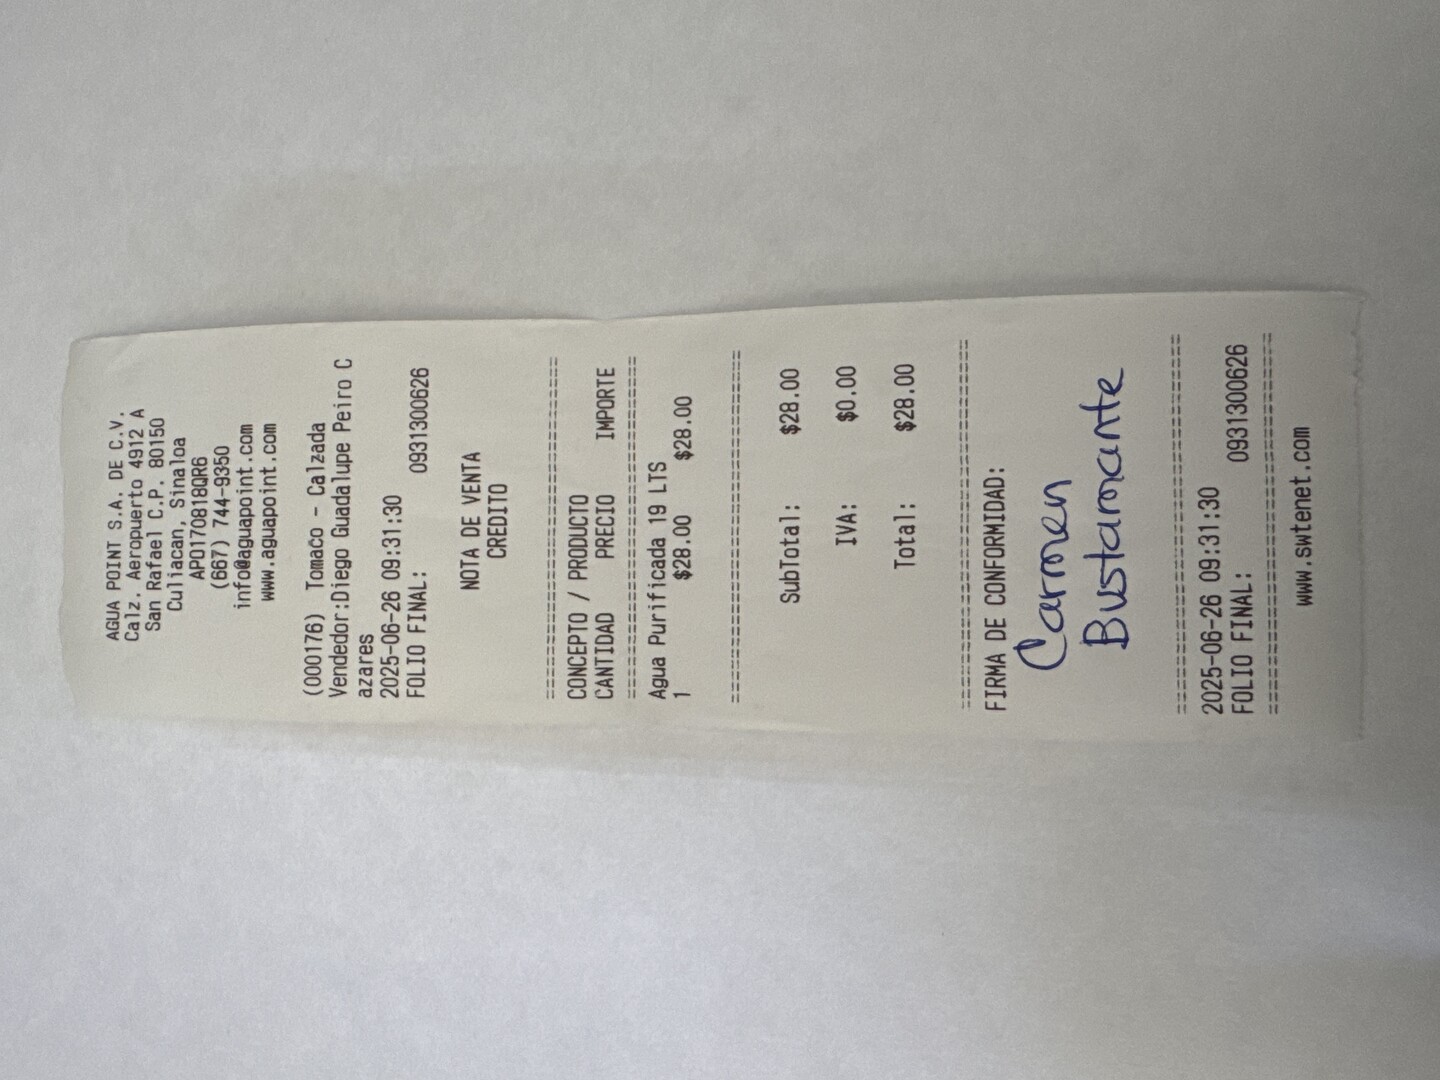 AGUA POINT S.A. DE C.V.
Calz. Aeropuerto 4912 A
San Rafael C.P. 80150
Culiacan, Sinaloa
APO170818QR6
(667) 744-9350
info@aguapoint.com
www.aguapoint.com
(000176) Tomaco - Calzada
Vendedor:Diego Guadalupe Peiro C
azares
2025-06-26 09:31:30
FOLIO FINAL: 0931300626
NOTA DE VENTA
CREDITO
================================
CONCEPTO / PRODUCTO
CANTIDAD PRECIO IMPORTE
================================
Agua Purificada 19 LTS
1 $28.00 $28.00
================================
SubTotal: $28.00
IVA: $0.00
Total: $28.00
================================
FIRMA DE CONFORMIDAD:
Carmen
Bustamante
================================
2025-06-26 09:31:30
FOLIO FINAL: 0931300626
================================
www.swtenet.com